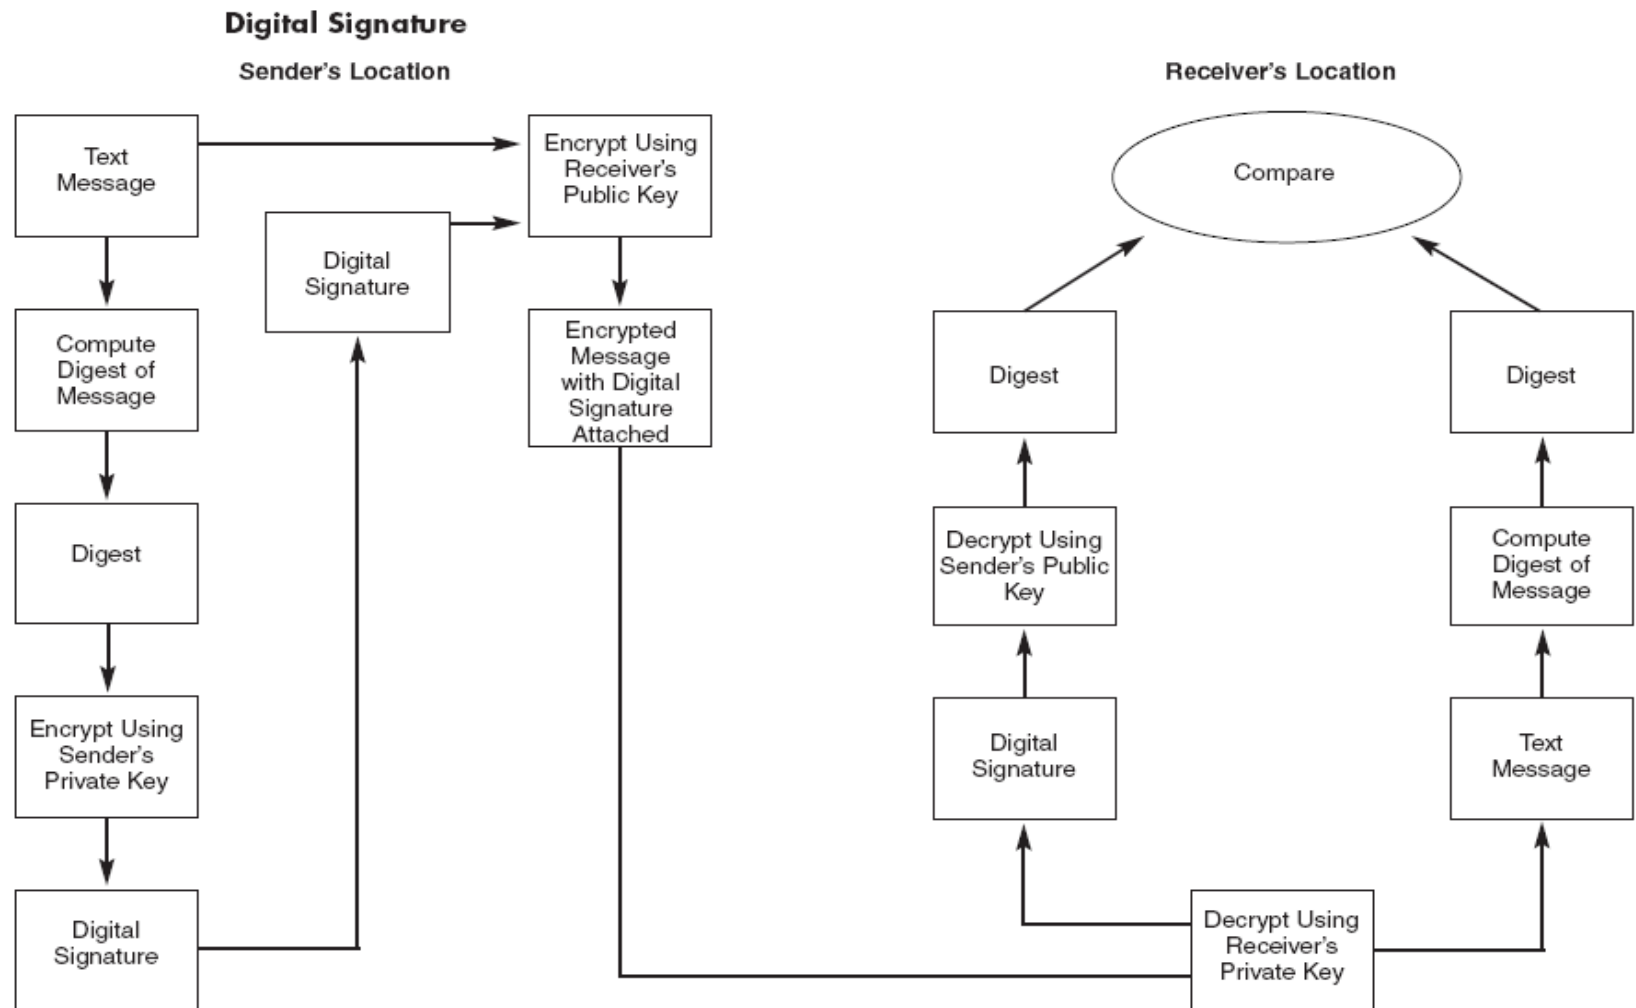 Digital Signature
Sender's Location
Receiver's Location
Text
Message
Encrypt Using
Receiver's
Public Key
Compare
Digital
Signature
Compute
Digest of
Message
Encrypted
Message
with Digital
Signature
Attached
Digest
Digest
Digest
Decrypt Using
Sender's Public
Key
Compute
Digest of
Message
Encrypt Using
Sender's
Private Key
Digital
Signature
Text
Message
Digital
Signature
Decrypt Using
Receiver's
Private Key